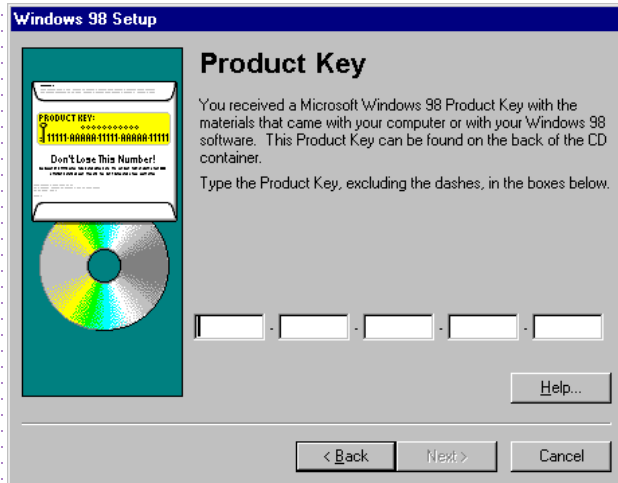 Windows 98 Setup
Product Key
PRODUCT KEY:
11111-AAAAA-11111-AAAAA-11111
Don't Lose This Number!
You received a Microsoft Windows 98 Product Key with the
materials that came with your computer or with your Windows 98
software. This Product Key can be found on the back of the CD
container.
Type the Product Key, excluding the dashes, in the boxes below.
- - - -
Help...
< Back
Next >
Cancel